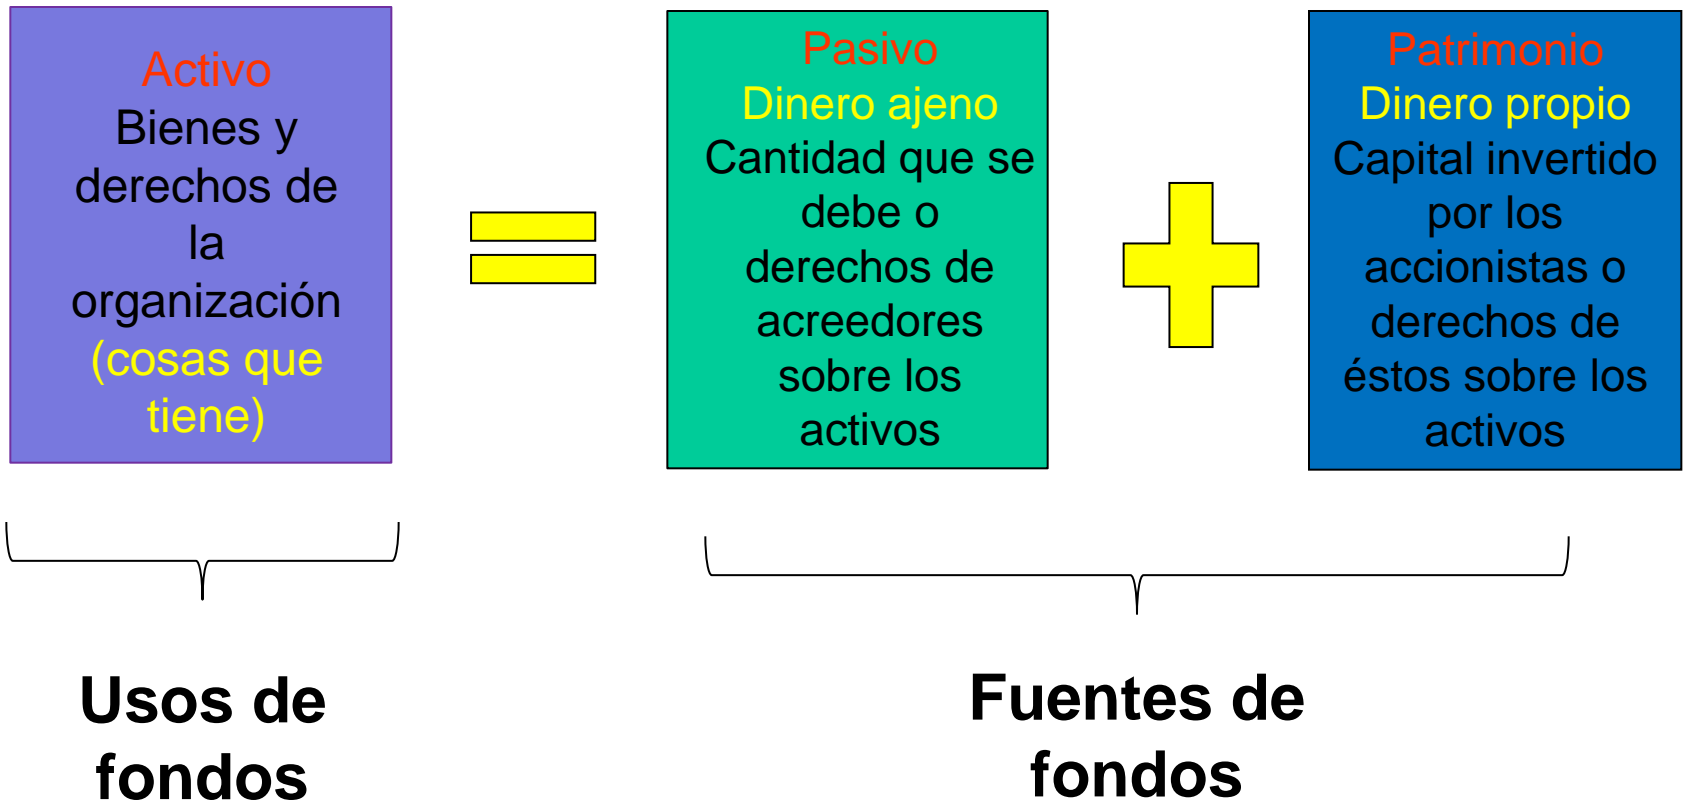 Activo
Bienes y
derechos de
la
organización
(cosas que
tiene)
Pasivo
Dinero ajeno
Cantidad que se
debe o
derechos de
acreedores
sobre los
activos
Patrimonio
Dinero propio
Capital invertido
por los
accionistas o
derechos de
éstos sobre los
activos
Usos de
fondos
Fuentes de
fondos